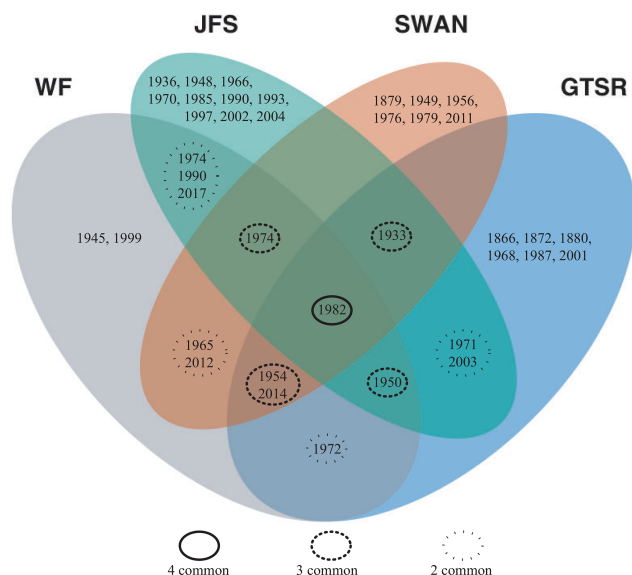 JFS
SWAN
WF
GTSR
1936, 1948, 1966,
1970, 1985, 1990, 1993,
1997, 2002, 2004
1879, 1949, 1956,
1976, 1979, 2011
1974
1990
2017
1945, 1999
1974
1933
1866, 1872, 1880,
1968, 1987, 2001
1982
1965
2012
1971
2003
1954
2014
1950
1972
4 common
3 common
2 common